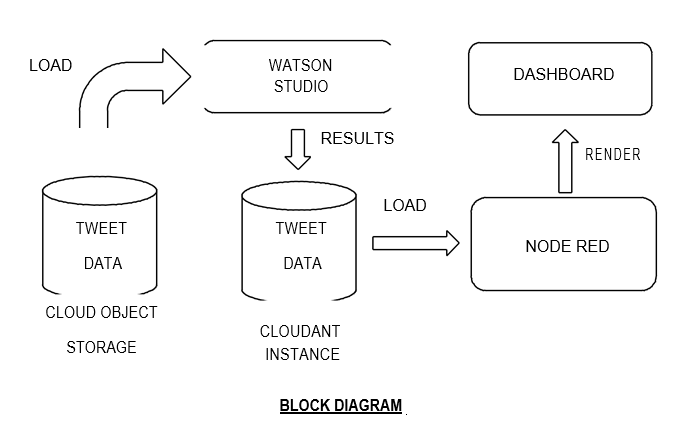 LOAD
WATSON
STUDIO
DASHBOARD
RESULTS
RENDER
TWEET
DATA
CLOUD OBJECT
STORAGE
TWEET
DATA
CLOUDANT
INSTANCE
LOAD
NODE RED
BLOCK DIAGRAM